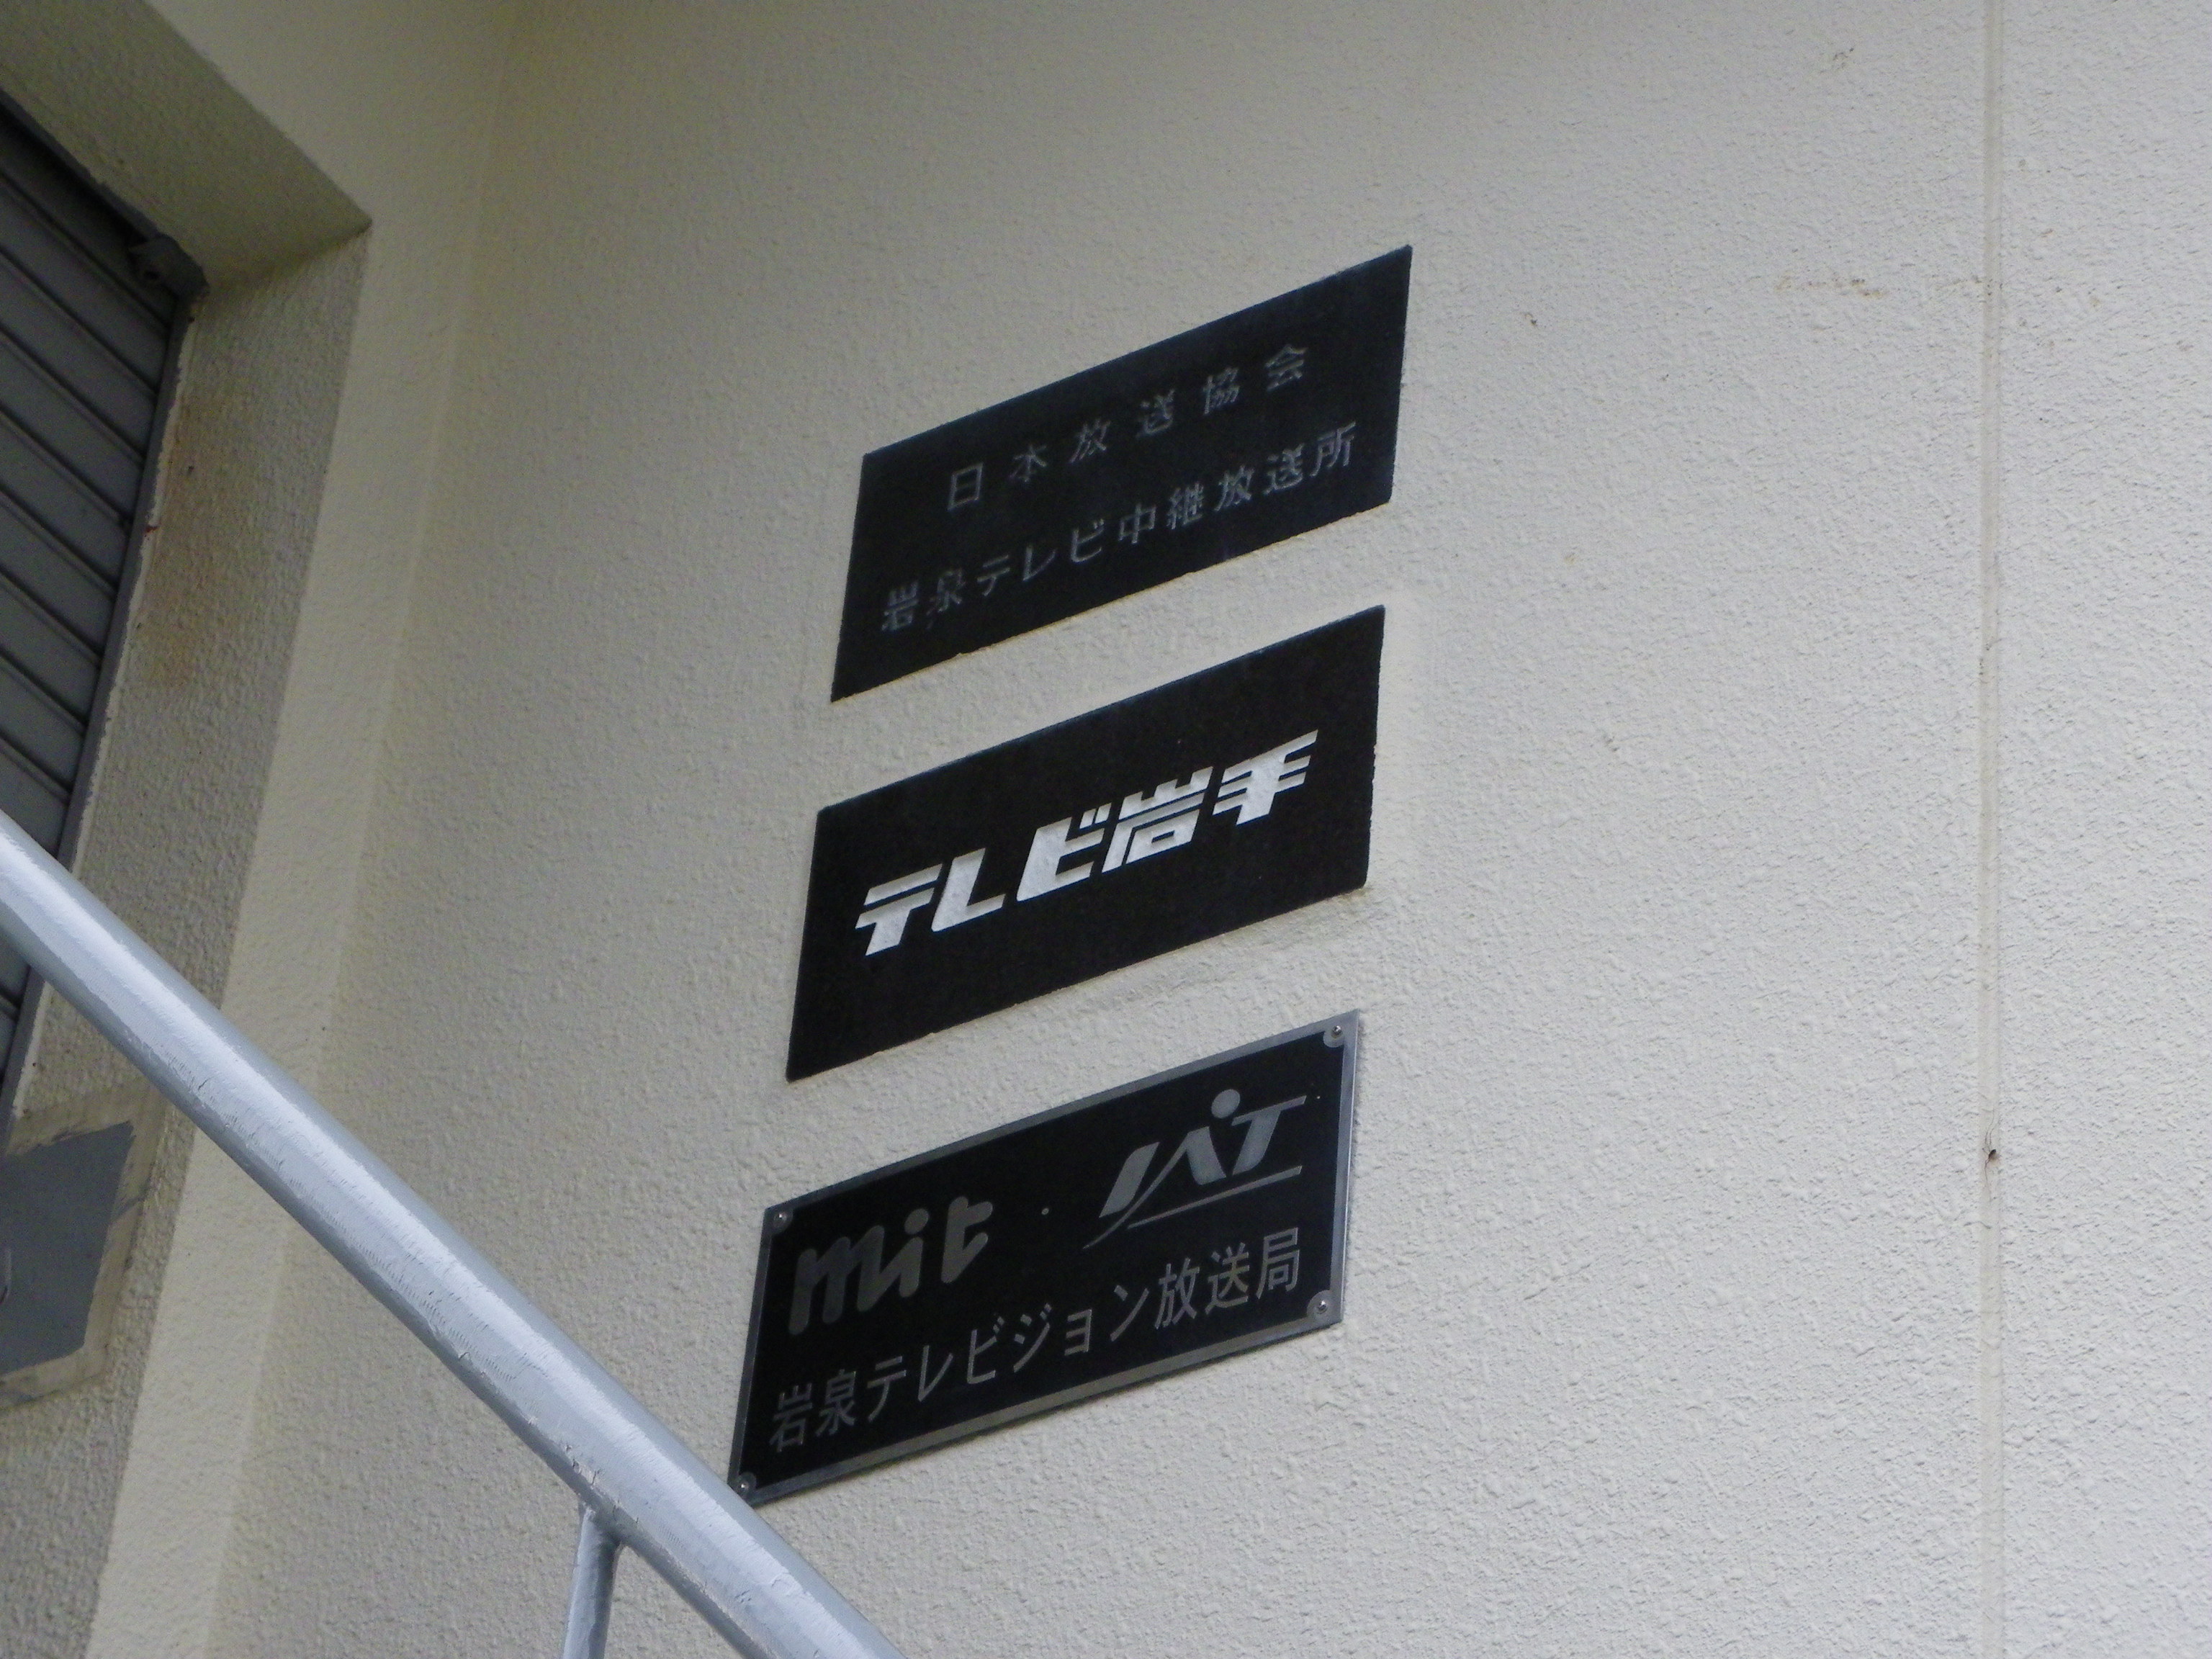 日本放送協会
岩泉テレビ中継放送所
テレビ岩手
mit・IAT
岩泉テレビジョン放送局